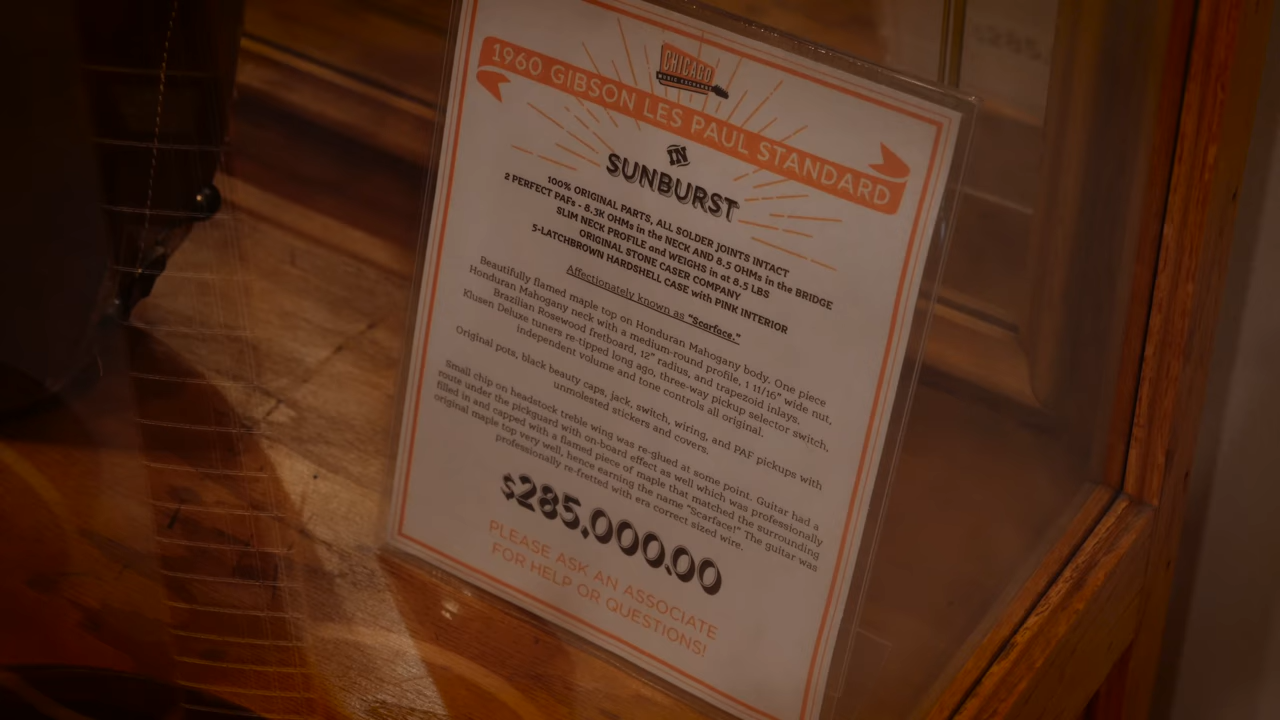 CHICAGO
MUSIC EXCHANGE
1960 GIBSON LES PAUL STANDARD
IN
SUNBURST
100% ORIGINAL PARTS, ALL SOLDER JOINTS INTACT
2 PERFECT PAFs - 8.3K OHMs in the NECK AND 8.5 OHMs in the BRIDGE
SLIM NECK PROFILE and WEIGHS in at 8.5 LBS
ORIGINAL STONE CASER COMPANY
5-LATCHBROWN HARDSHELL CASE with PINK INTERIOR
Affectionately known as "Scarface."
Beautifully flamed maple top on Honduran Mahogany body. One piece
Honduran Mahogany neck with a medium-round profile, 1 11/16" wide nut,
Brazilian Rosewood fretboard, 12" radius, and trapezoid inlays.
Klusen Deluxe tuners re-tipped long ago, three-way pickup selector switch,
independent volume and tone controls all original.
Original pots, black beauty caps, jack, switch, wiring, and PAF pickups with
unmolested stickers and covers.
Small chip on headstock treble wing was re-glued at some point. Guitar had a
route under the pickguard with on-board effect as well which was professionally
filled in and capped with a flamed piece of maple that matched the surrounding
original maple top very well, hence earning the name "Scarface!" The guitar was
professionally re-fretted with era correct sized wire.
$285,000.00
PLEASE ASK AN ASSOCIATE
FOR HELP OR QUESTIONS!